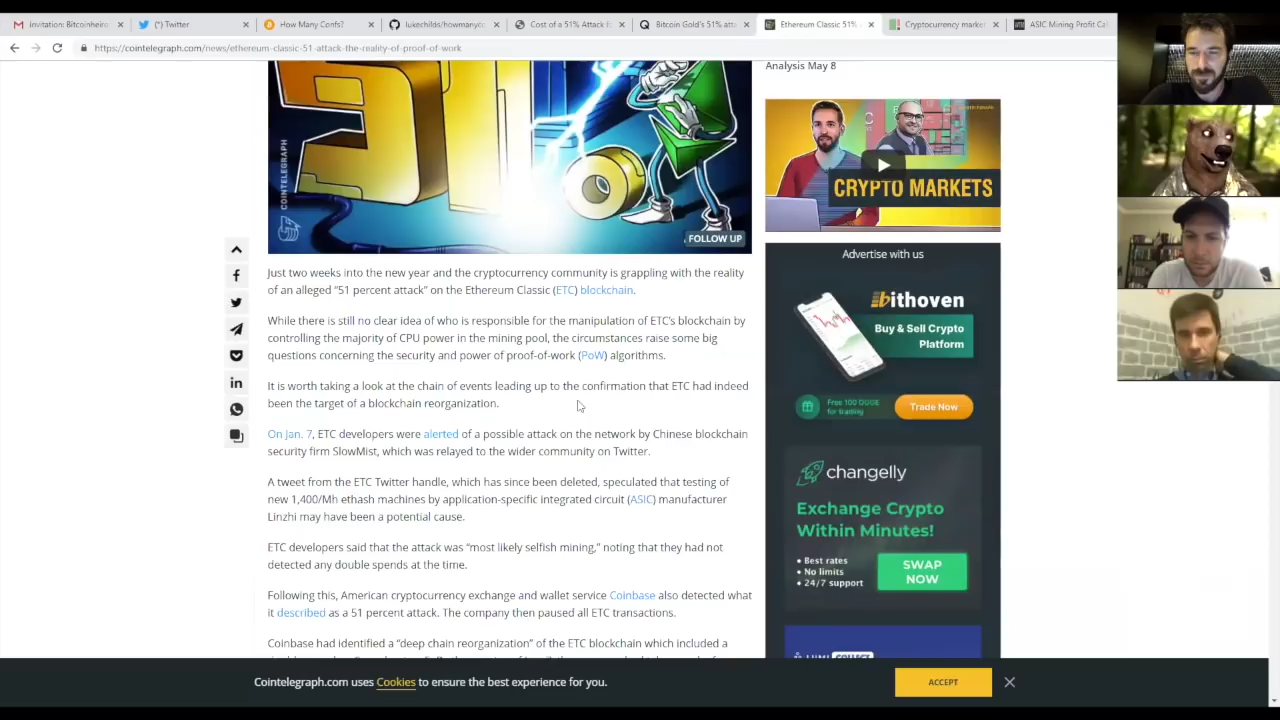 invitation: Bitcoinheiro
(*) Twitter
How Many Confs?
lukechilds/howmanyco
Cost of a 51% Attack f
Bitcoin Gold's 51% atta
Ethereum Classic 51%
Cryptocurrency market
ASIC Mining Profit Cal
https://cointelegraph.com/news/ethereum-classic-51-attack-the-reality-of-proof-of-work
COINTELEGRAPH
FOLLOW UP
Just two weeks into the new year and the cryptocurrency community is grappling with the reality
of an alleged “51 percent attack” on the Ethereum Classic (ETC) blockchain.
While there is still no clear idea of who is responsible for the manipulation of ETC’s blockchain by
controlling the majority of CPU power in the mining pool, the circumstances raise some big
questions concerning the security and power of proof-of-work (PoW) algorithms.
It is worth taking a look at the chain of events leading up to the confirmation that ETC had indeed
been the target of a blockchain reorganization.
On Jan. 7, ETC developers were alerted of a possible attack on the network by Chinese blockchain
security firm SlowMist, which was relayed to the wider community on Twitter.
A tweet from the ETC Twitter handle, which has since been deleted, speculated that testing of
new 1,400/Mh ethash machines by application-specific integrated circuit (ASIC) manufacturer
Linzhi may have been a potential cause.
ETC developers said that the attack was “most likely selfish mining,” noting that they had not
detected any double spends at the time.
Following this, American cryptocurrency exchange and wallet service Coinbase also detected what
it described as a 51 percent attack. The company then paused all ETC transactions.
Coinbase had identified a “deep chain reorganization” of the ETC blockchain which included a
Analysis May 8
CRYPTO MARKETS
Advertise with us
bithoven
Buy & Sell Crypto
Platform
Free 100 DOGE
for trading
Trade Now
changelly
Exchange Crypto
Within Minutes!
• Best rates
• No limits
• 24/7 support
SWAP
NOW
LUMI COLLECT
Cointelegraph.com uses Cookies to ensure the best experience for you.
ACCEPT